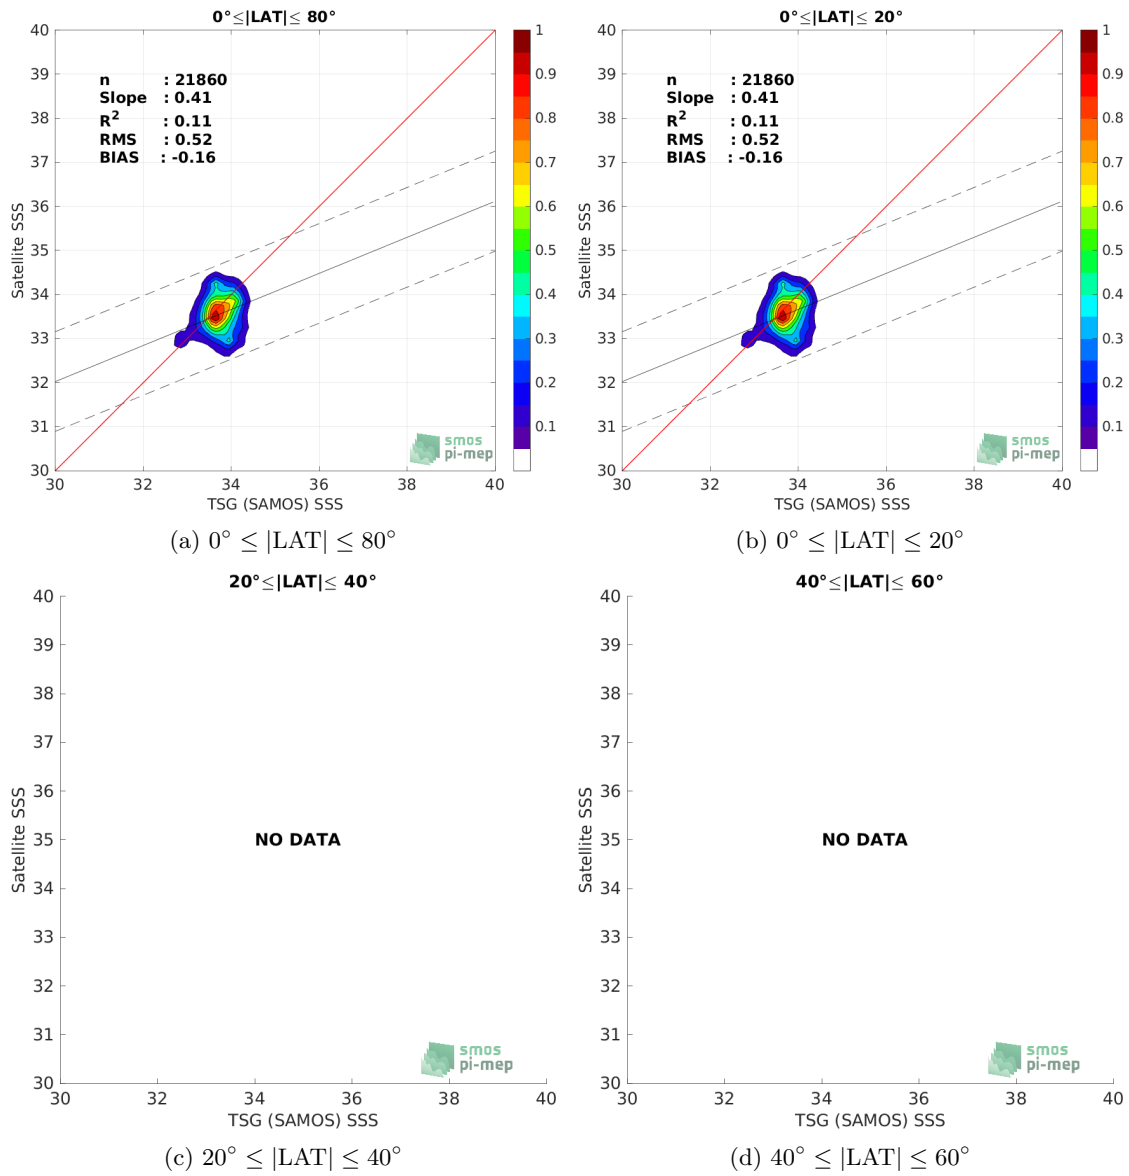 0°≤|LAT|≤ 80°
40
39
38
37
36
35
34
33
32
31
30
Satellite SSS
n : 21860
Slope : 0.41
R² : 0.11
RMS : 0.52
BIAS : -0.16
smos
pi-mep
30 32 34 36 38 40
TSG (SAMOS) SSS
1
0.9
0.8
0.7
0.6
0.5
0.4
0.3
0.2
0.1
(a) 0° ≤ |LAT| ≤ 80°
0°≤|LAT|≤ 20°
40
39
38
37
36
35
34
33
32
31
30
Satellite SSS
n : 21860
Slope : 0.41
R² : 0.11
RMS : 0.52
BIAS : -0.16
smos
pi-mep
30 32 34 36 38 40
TSG (SAMOS) SSS
1
0.9
0.8
0.7
0.6
0.5
0.4
0.3
0.2
0.1
(b) 0° ≤ |LAT| ≤ 20°
20°≤|LAT|≤ 40°
40
39
38
37
36
35
34
33
32
31
30
Satellite SSS
NO DATA
smos
pi-mep
30 32 34 36 38 40
TSG (SAMOS) SSS
(c) 20° ≤ |LAT| ≤ 40°
40°≤|LAT|≤ 60°
40
39
38
37
36
35
34
33
32
31
30
Satellite SSS
NO DATA
smos
pi-mep
30 32 34 36 38 40
TSG (SAMOS) SSS
(d) 40° ≤ |LAT| ≤ 60°